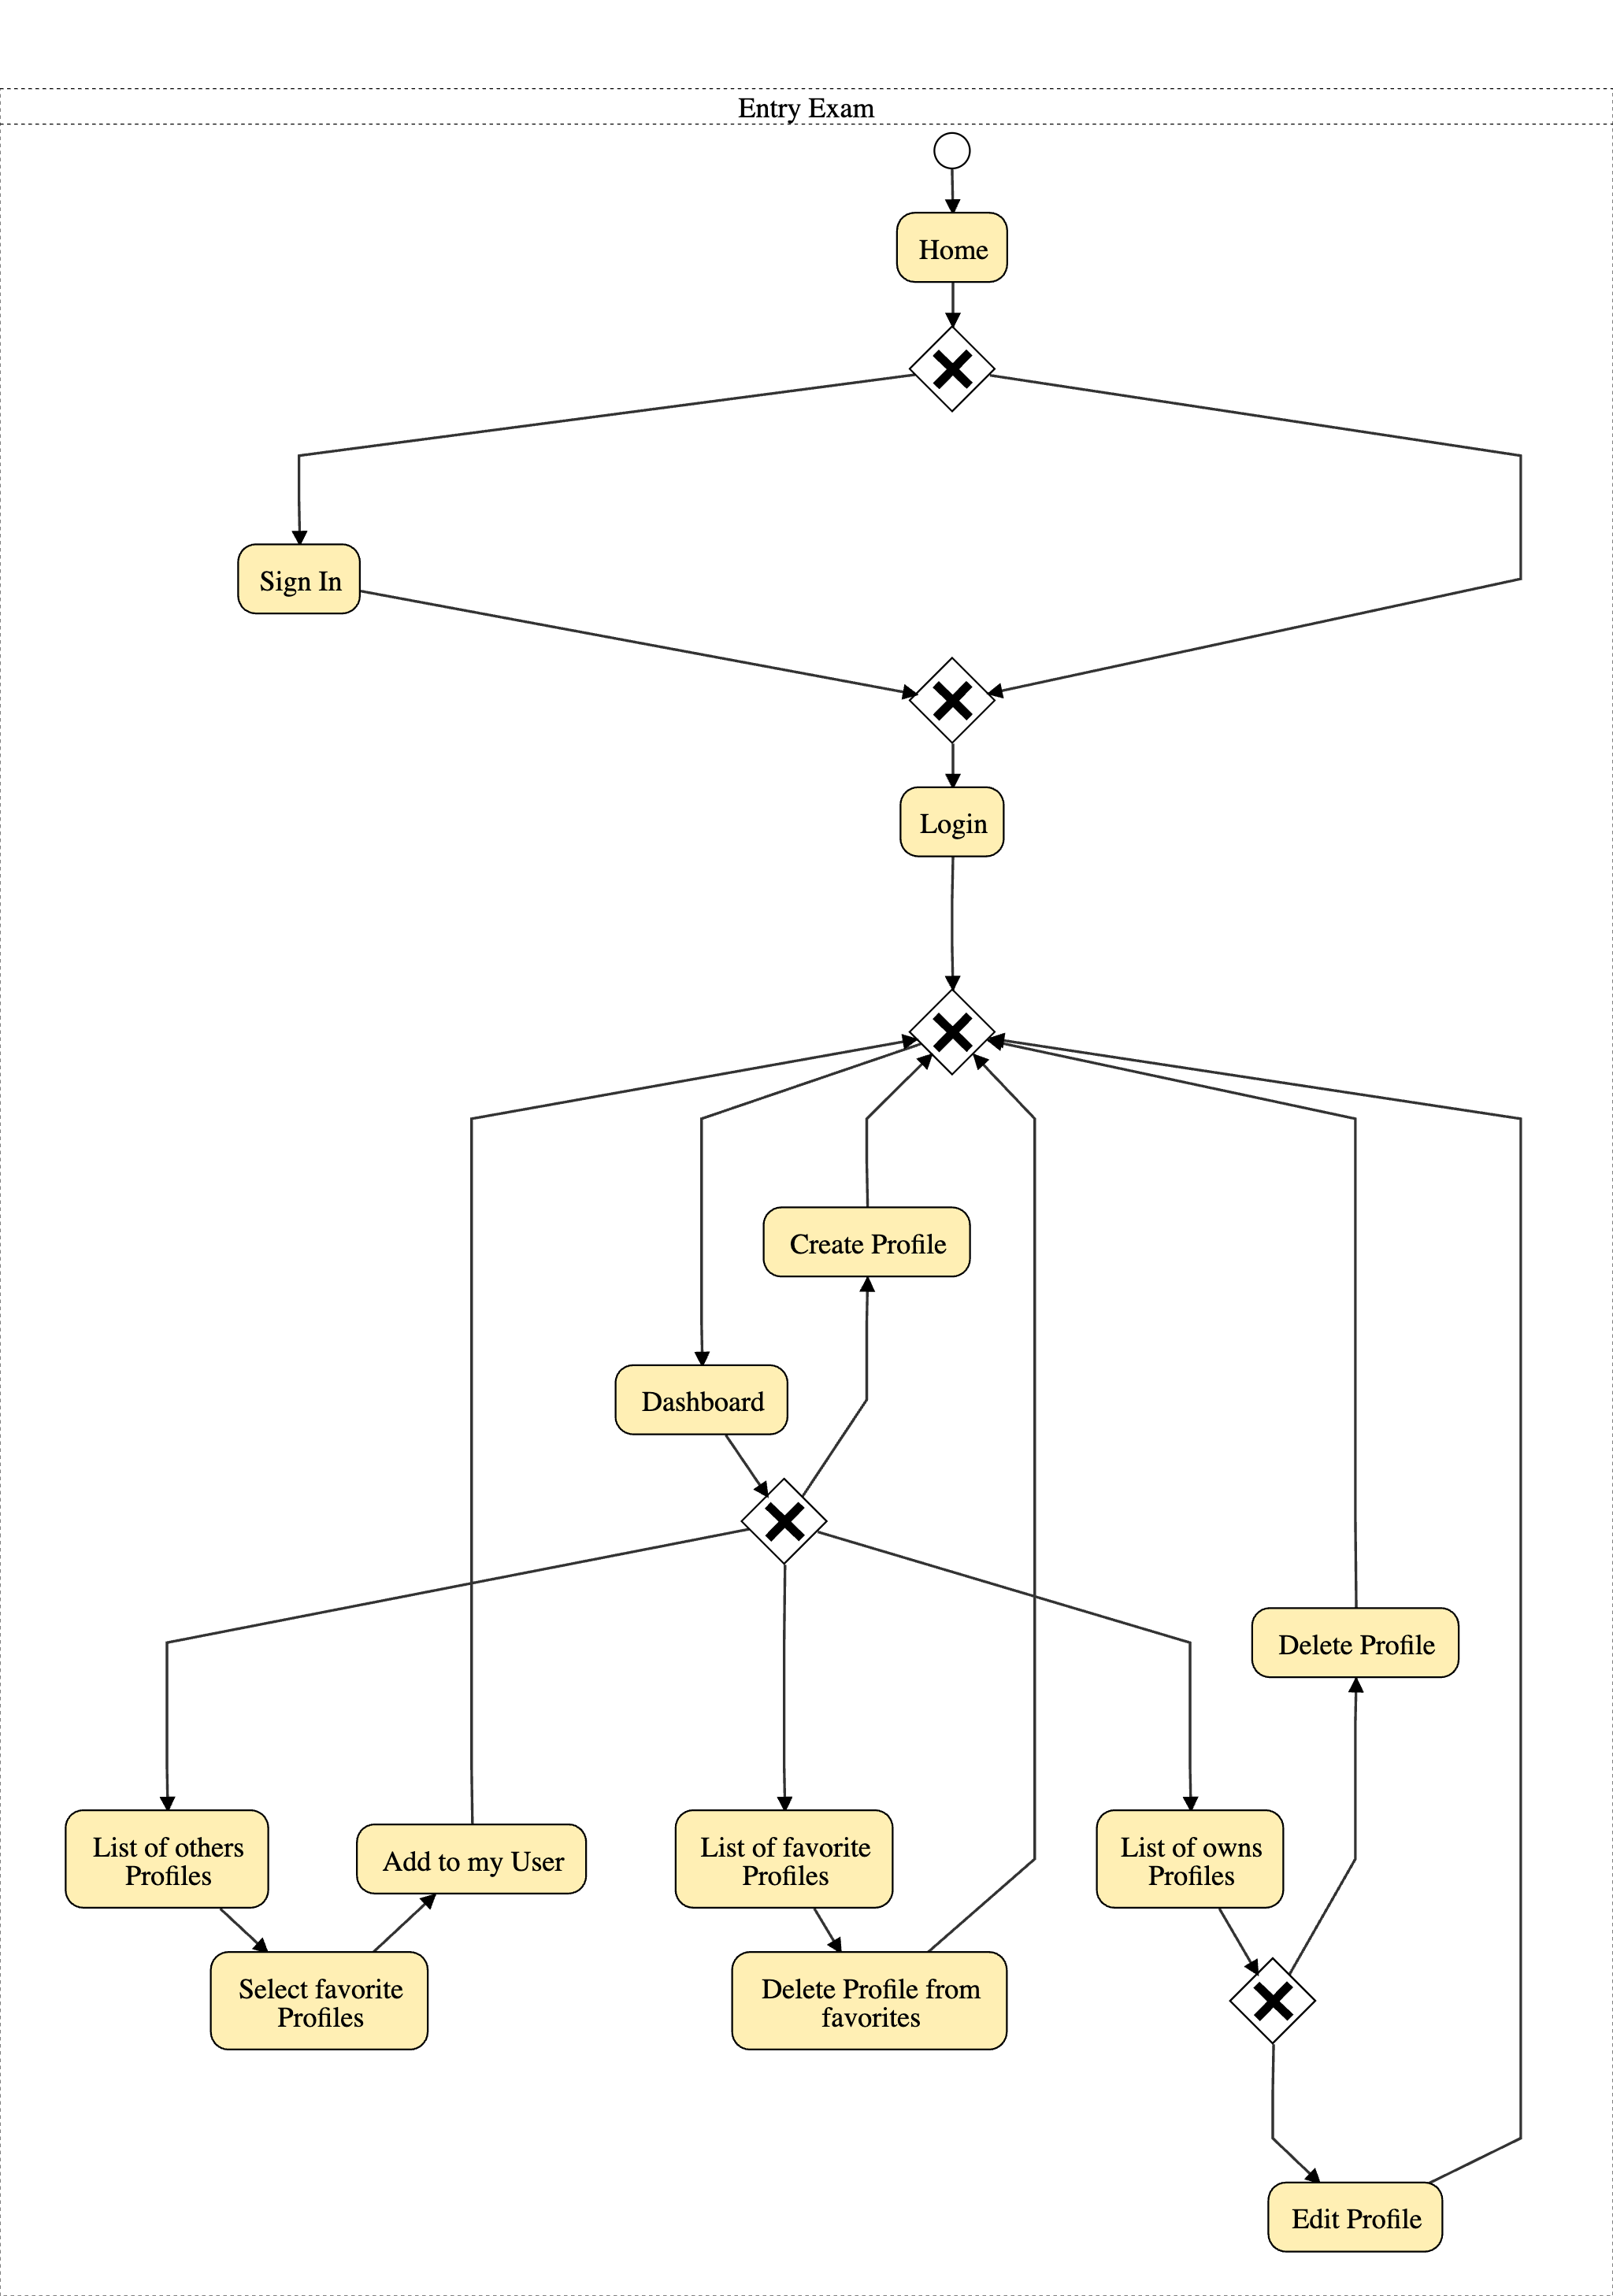 Entry Exam
Home
Sign In
Login
Create Profile
Dashboard
Delete Profile
List of others
Profiles
Add to my User
List of favorite
Profiles
List of owns
Profiles
Select favorite
Profiles
Delete Profile from
favorites
Edit Profile